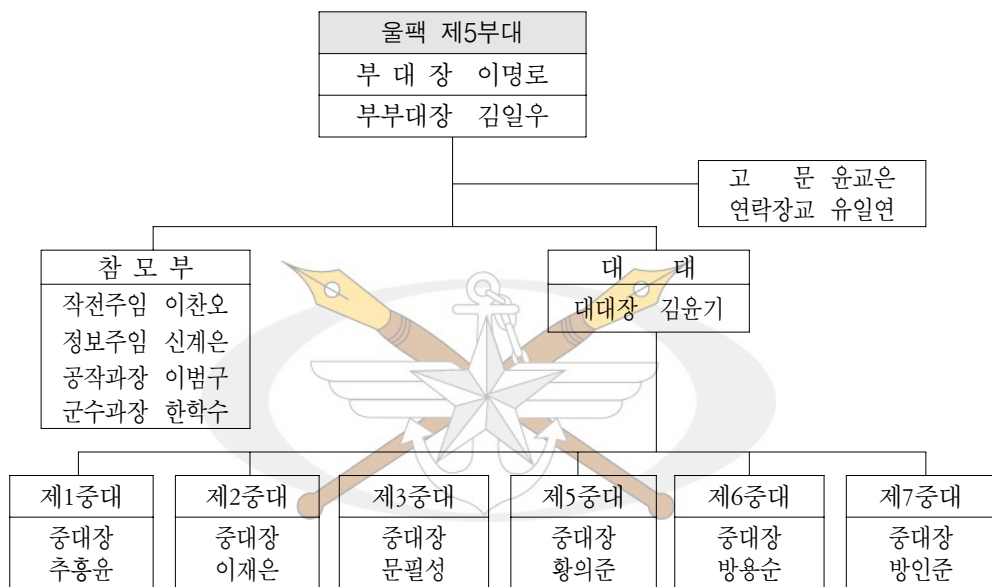 울팩 제5부대
부 대 장 이명로
부부대장 김일우
고 문 윤교은
연락장교 유일연
참 모 부
작전주임 이찬오
정보주임 신계은
공작과장 이범구
군수과장 한학수
대 대
대대장 김윤기
제1중대
중대장
추흥윤
제2중대
중대장
이재은
제3중대
중대장
문필성
제5중대
중대장
황의준
제6중대
중대장
방용순
제7중대
중대장
방인준